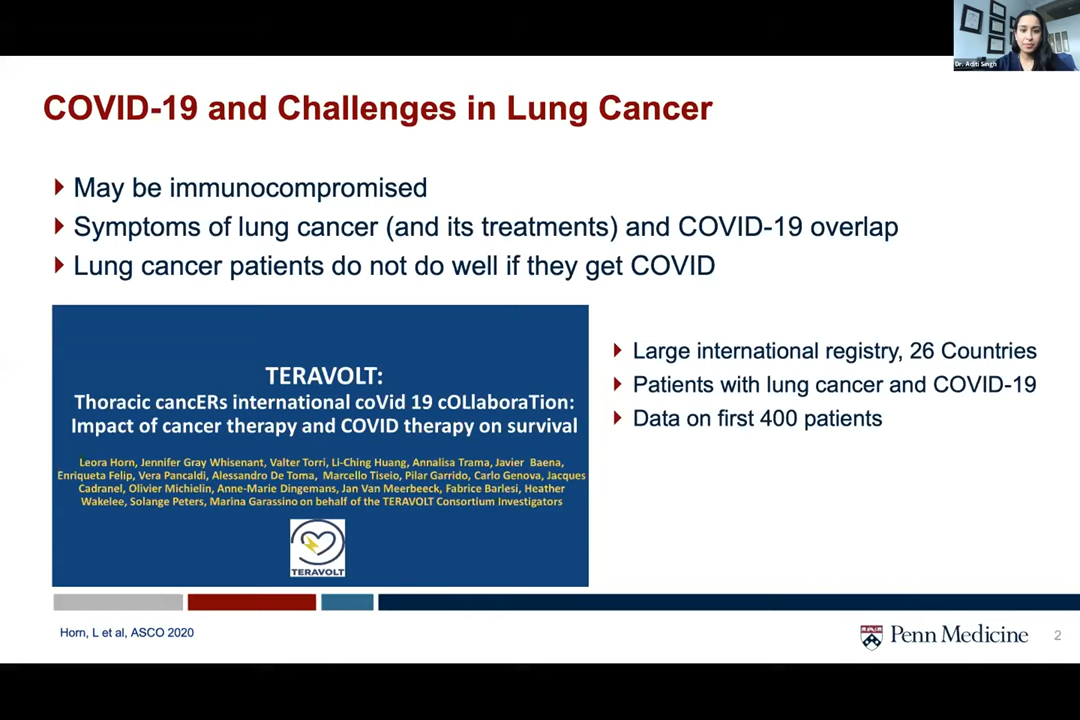 Dr. Aditi Singh
COVID-19 and Challenges in Lung Cancer
May be immunocompromised
Symptoms of lung cancer (and its treatments) and COVID-19 overlap
Lung cancer patients do not do well if they get COVID
TERAVOLT:
Thoracic cancERs international coVid 19 cOLlaboraTion:
Impact of cancer therapy and COVID therapy on survival
Leora Horn, Jennifer Gray Whisenant, Valter Torri, Li-Ching Huang, Annalisa Trama, Javier Baena,
Enriqueta Felip, Vera Pancaldi, Alessandro De Toma, Marcello Tiseio, Pilar Garrido, Carlo Genova, Jacques
Cadranel, Olivier Michielin, Anne-Marie Dingemans, Jan Van Meerbeeck, Fabrice Barlesi, Heather
Wakelee, Solange Peters, Marina Garassino on behalf of the TERAVOLT Consortium Investigators
TERAVOLT
Large international registry, 26 Countries
Patients with lung cancer and COVID-19
Data on first 400 patients
Horn, L et al, ASCO 2020
Penn Medicine
2